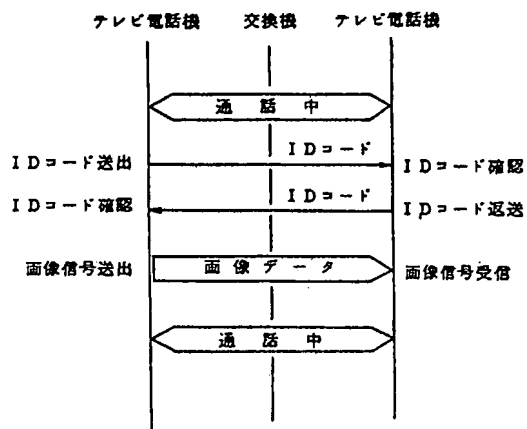 テレビ電話機 交換機 テレビ電話機
通話中
IDコード送出 IDコード IDコード確認
IDコード確認 IDコード IDコード返送
画像信号送出 画像データ 画像信号受信
通話中